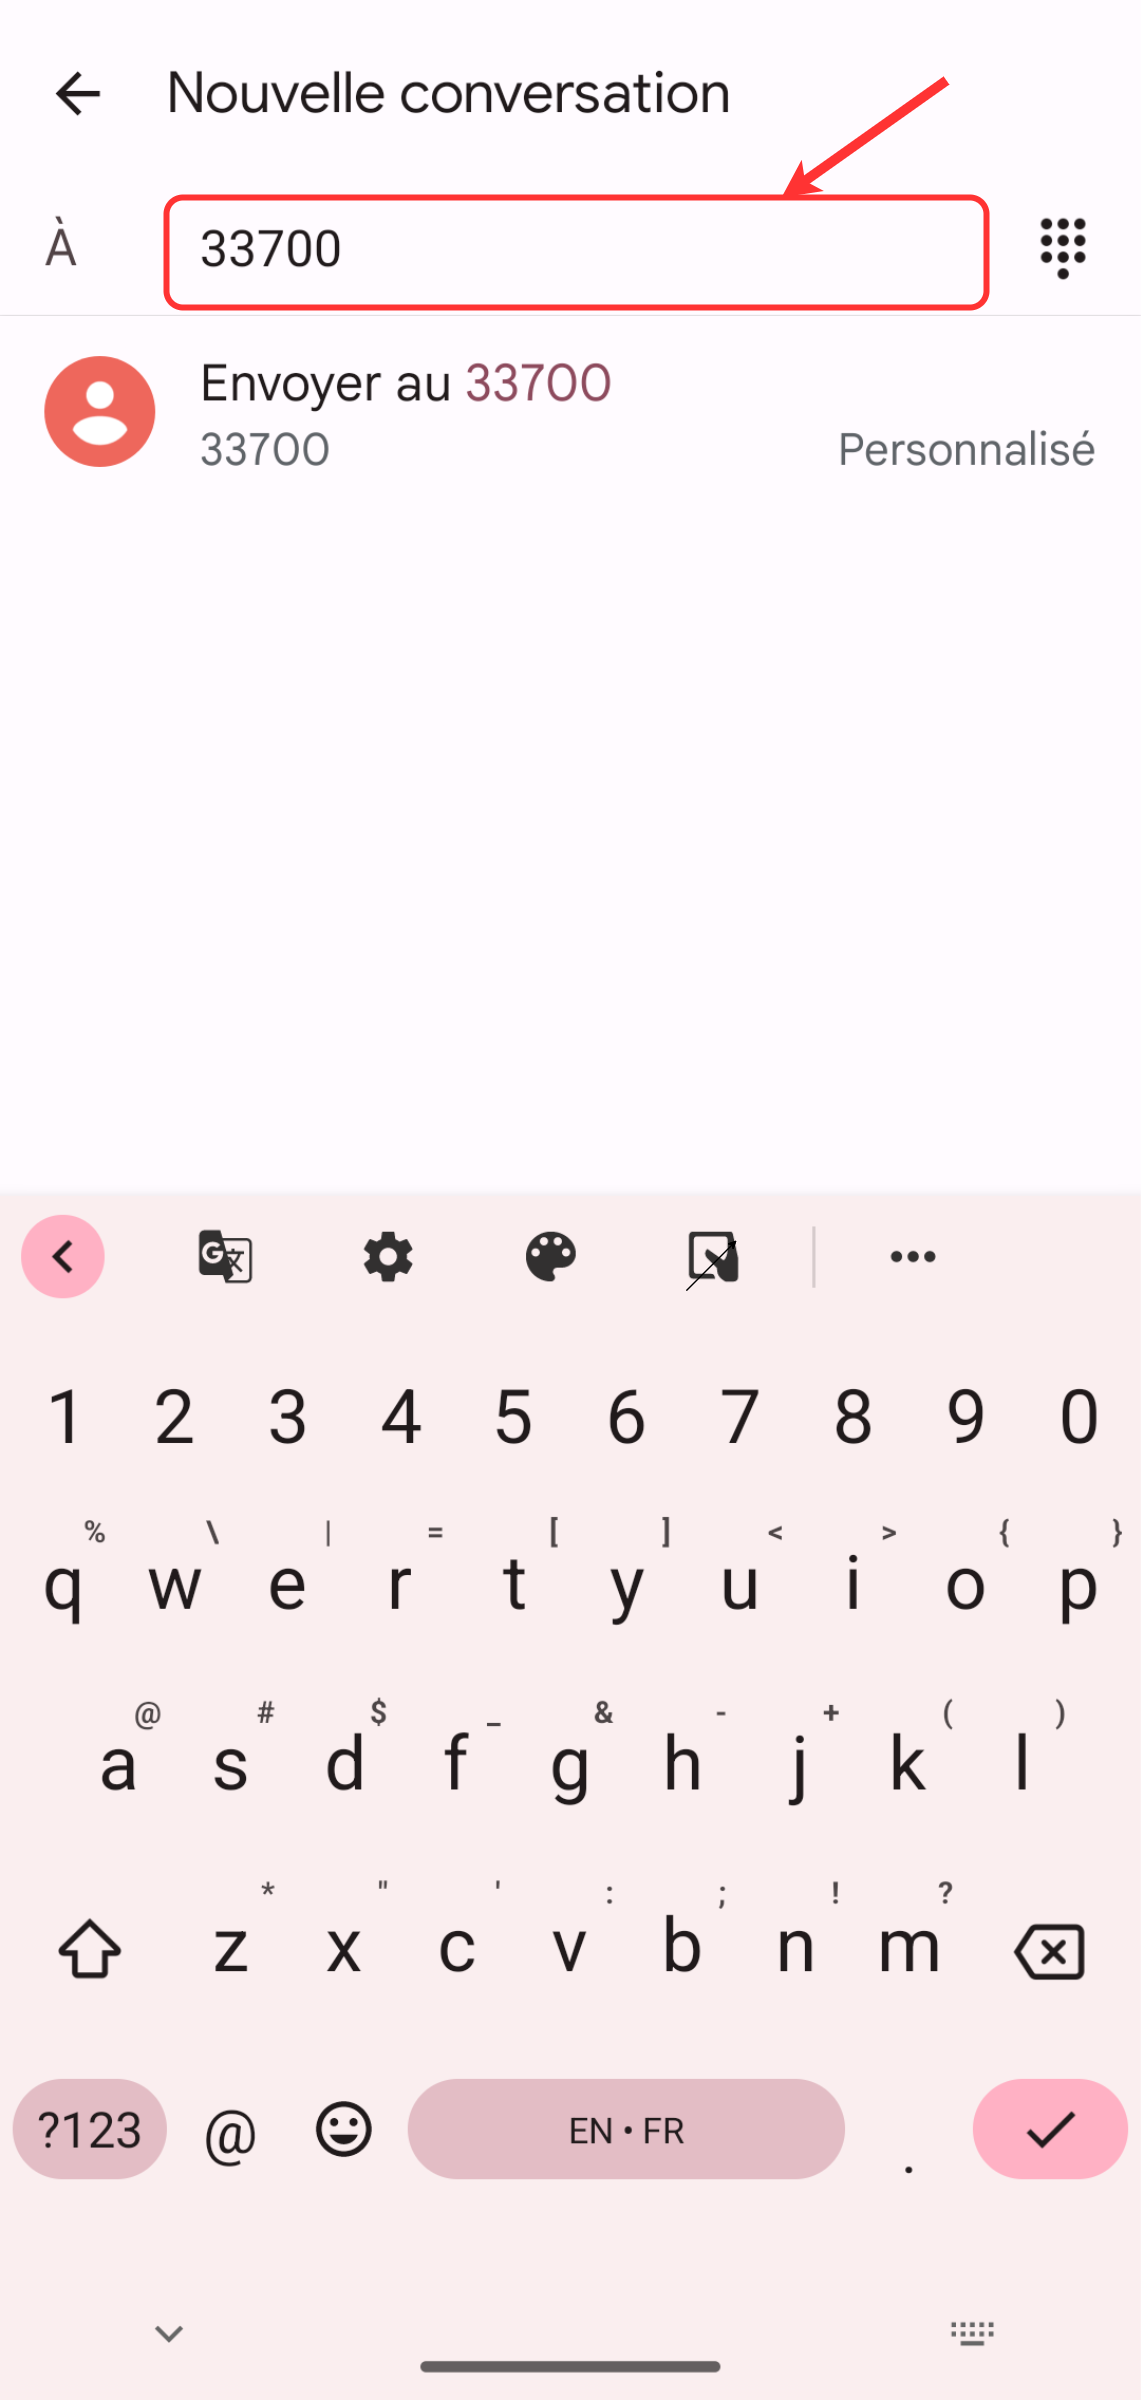 Nouvelle conversation
À 33700
Envoyer au 33700
33700 Personnalisé
1 2 3 4 5 6 7 8 9 0
% \ | = [ ] < > { }
q w e r t y u i o p
@ # $ _ & - + ( )
a s d f g h j k l
* " ' : ; ! ?
z x c v b n m
?123 @ EN • FR .